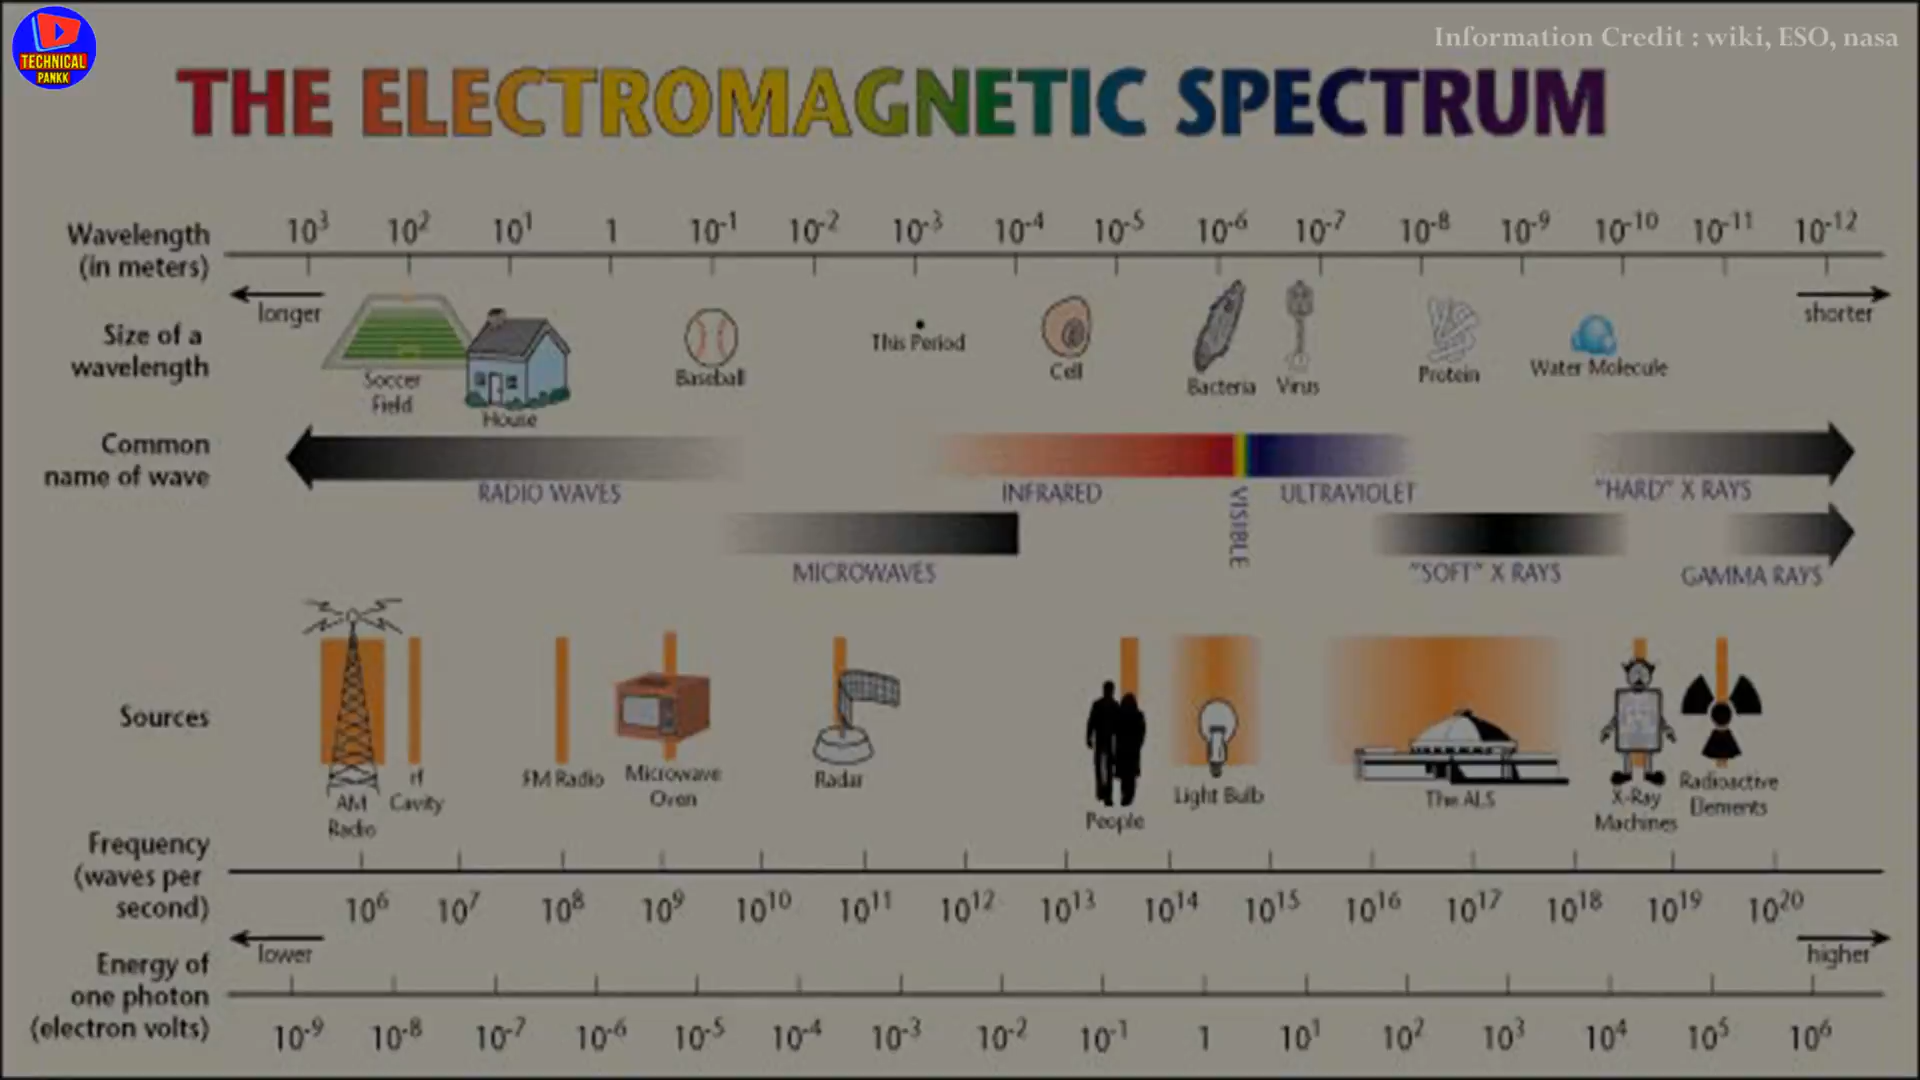 TECHNICAL
PANKK
Information Credit : wiki, ESO, nasa
THE ELECTROMAGNETIC SPECTRUM
Wavelength
(in meters)
10³ 10² 10¹ 1 10⁻¹ 10⁻² 10⁻³ 10⁻⁴ 10⁻⁵ 10⁻⁶ 10⁻⁷ 10⁻⁸ 10⁻⁹ 10⁻¹⁰ 10⁻¹¹ 10⁻¹²
longer
shorter
Size of a
wavelength
Soccer
Field
House
Baseball
This Period
Cell
Bacteria
Virus
Protein
Water Molecule
Common
name of wave
RADIO WAVES
INFRARED
VISIBLE
ULTRAVIOLET
"HARD" X RAYS
MICROWAVES
"SOFT" X RAYS
GAMMA RAYS
Sources
AM
Radio
rf
Cavity
FM Radio
Microwave
Oven
Radar
People
Light Bulb
The ALS
X-Ray
Machines
Radioactive
Elements
Frequency
(waves per
second)
10⁶ 10⁷ 10⁸ 10⁹ 10¹⁰ 10¹¹ 10¹² 10¹³ 10¹⁴ 10¹⁵ 10¹⁶ 10¹⁷ 10¹⁸ 10¹⁹ 10²⁰
lower
higher
Energy of
one photon
(electron volts)
10⁻⁹ 10⁻⁸ 10⁻⁷ 10⁻⁶ 10⁻⁵ 10⁻⁴ 10⁻³ 10⁻² 10⁻¹ 1 10¹ 10² 10³ 10⁴ 10⁵ 10⁶